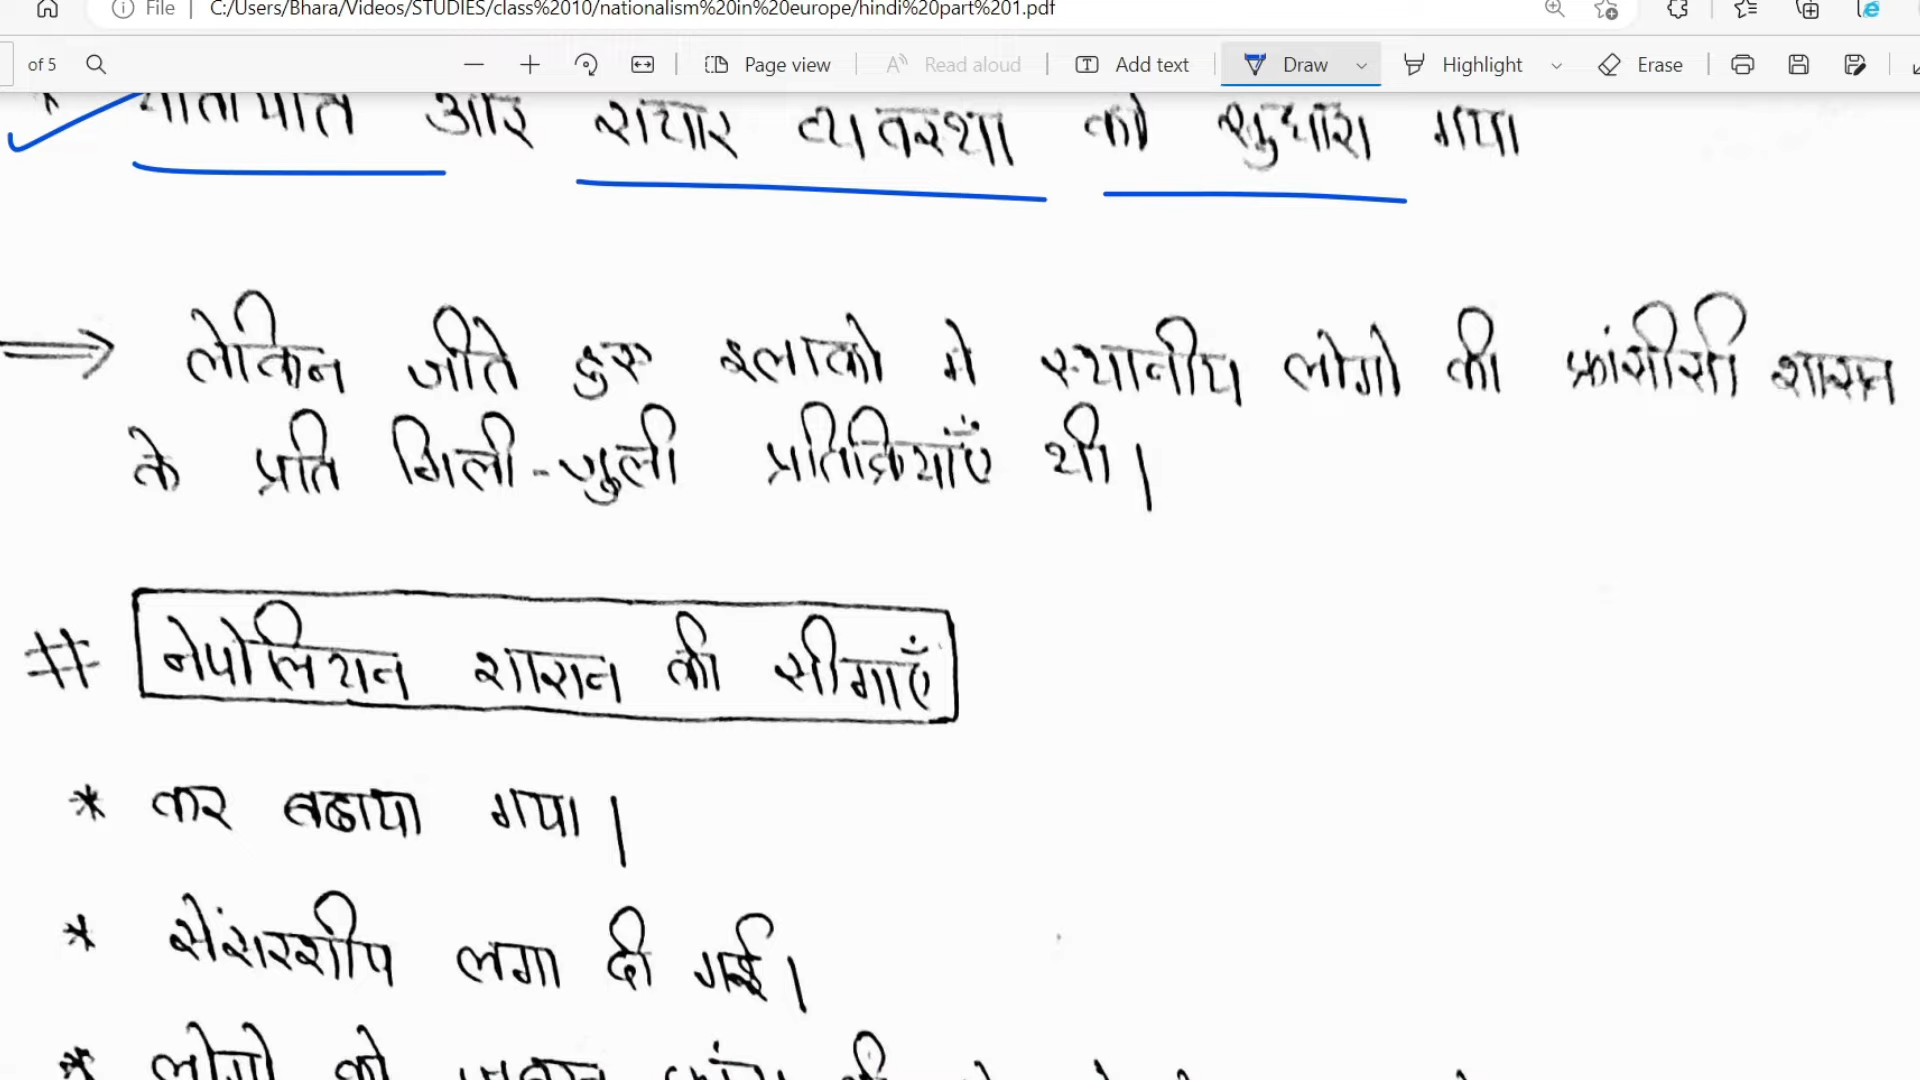 File C:/Users/Bhara/Videos/STUDIES/class%2010/nationalism%20in%20europe/hindi%20part%201.pdf
of 5 Page view Read aloud Add text Draw Highlight Erase
* यातायात और संचार व्यवस्था को सुधारा गया
⇒ लेकिन जीते हुए इलाको मे स्थानीय लोगो की फ्रांसीसी शासन
के प्रति मिली-जुली प्रतिक्रियाएँ थी।
# नेपोलियन शासन की सीमाएँ
* कर बढाया गया।
* सेंसरशीप लगा दी गई।
* लोगो को